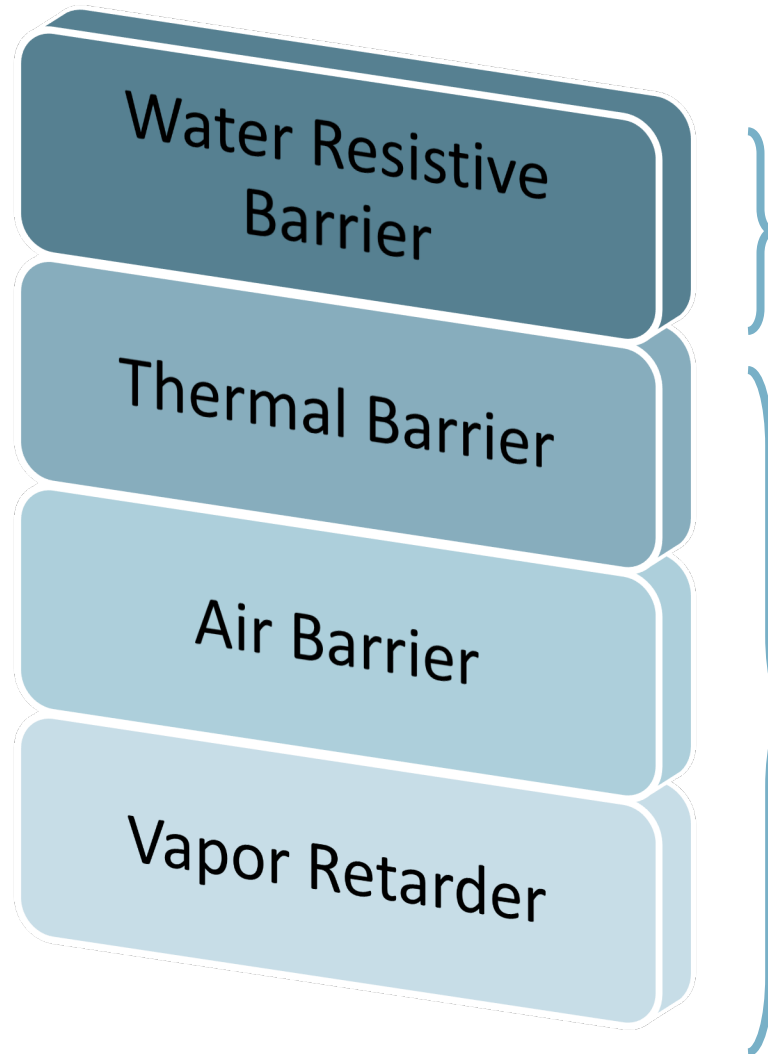 Water Resistive
Barrier
Thermal Barrier
Air Barrier
Vapor Retarder